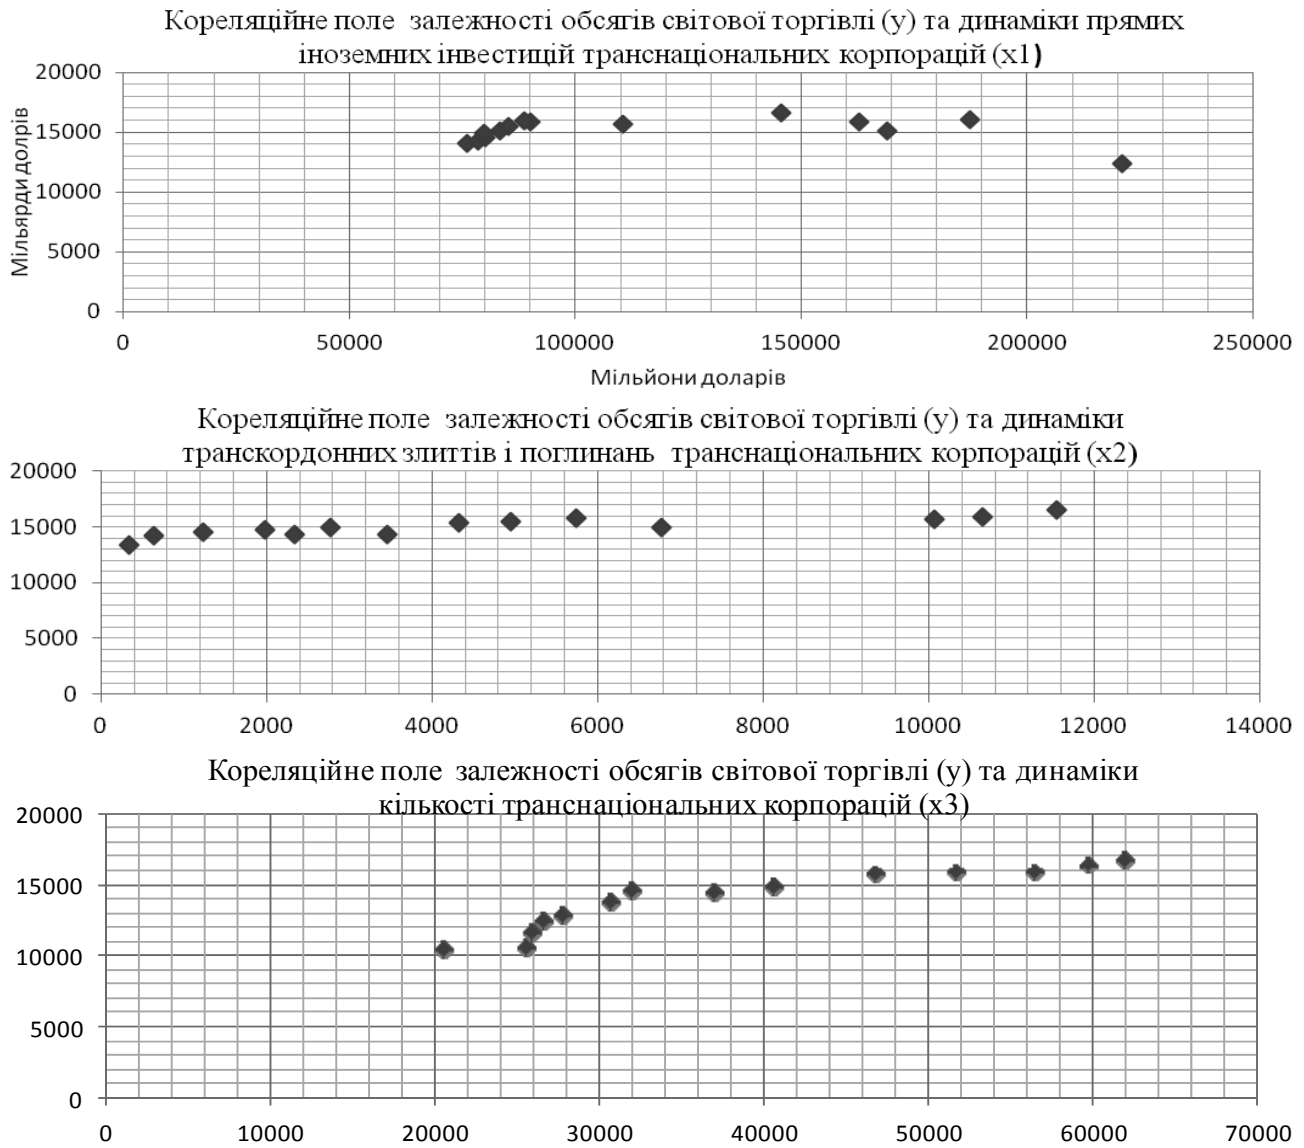 Кореляційне поле залежності обсягів світової торгівлі (у) та динаміки прямих
іноземних інвестицій транснаціональних корпорацій (х1)
20000
15000
10000
5000
0
Мільярди долрів
0 50000 100000 150000 200000 250000
Мільйони доларів
Кореляційне поле залежності обсягів світової торгівлі (у) та динаміки
транскордонних злиттів і поглинань транснаціональних корпорацій (х2)
20000
15000
10000
5000
0
0 2000 4000 6000 8000 10000 12000 14000
Кореляційне поле залежності обсягів світової торгівлі (у) та динаміки
кількості транснаціональних корпорацій (х3)
20000
15000
10000
5000
0
0 10000 20000 30000 40000 50000 60000 70000